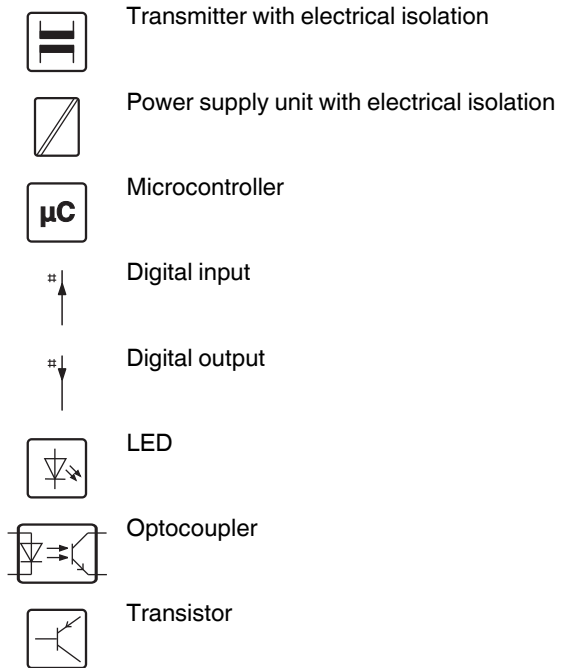 Transmitter with electrical isolation
Power supply unit with electrical isolation
µC
Microcontroller
#
Digital input
#
Digital output
LED
Optocoupler
Transistor